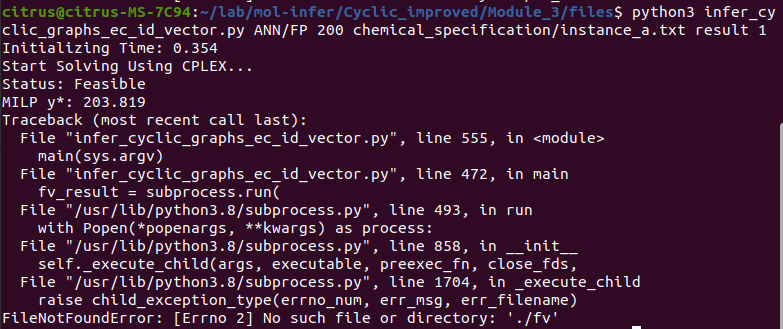 citrus@citrus-MS-7C94:~/lab/mol-infer/Cyclic_improved/Module_3/files$ python3 infer_cy
clic_graphs_ec_id_vector.py ANN/FP 200 chemical_specification/instance_a.txt result 1
Initializing Time: 0.354
Start Solving Using CPLEX...
Status: Feasible
MILP y*: 203.819
Traceback (most recent call last):
  File "infer_cyclic_graphs_ec_id_vector.py", line 555, in <module>
    main(sys.argv)
  File "infer_cyclic_graphs_ec_id_vector.py", line 472, in main
    fv_result = subprocess.run(
  File "/usr/lib/python3.8/subprocess.py", line 493, in run
    with Popen(*popenargs, **kwargs) as process:
  File "/usr/lib/python3.8/subprocess.py", line 858, in __init__
    self._execute_child(args, executable, preexec_fn, close_fds,
  File "/usr/lib/python3.8/subprocess.py", line 1704, in _execute_child
    raise child_exception_type(errno_num, err_msg, err_filename)
FileNotFoundError: [Errno 2] No such file or directory: './fv'